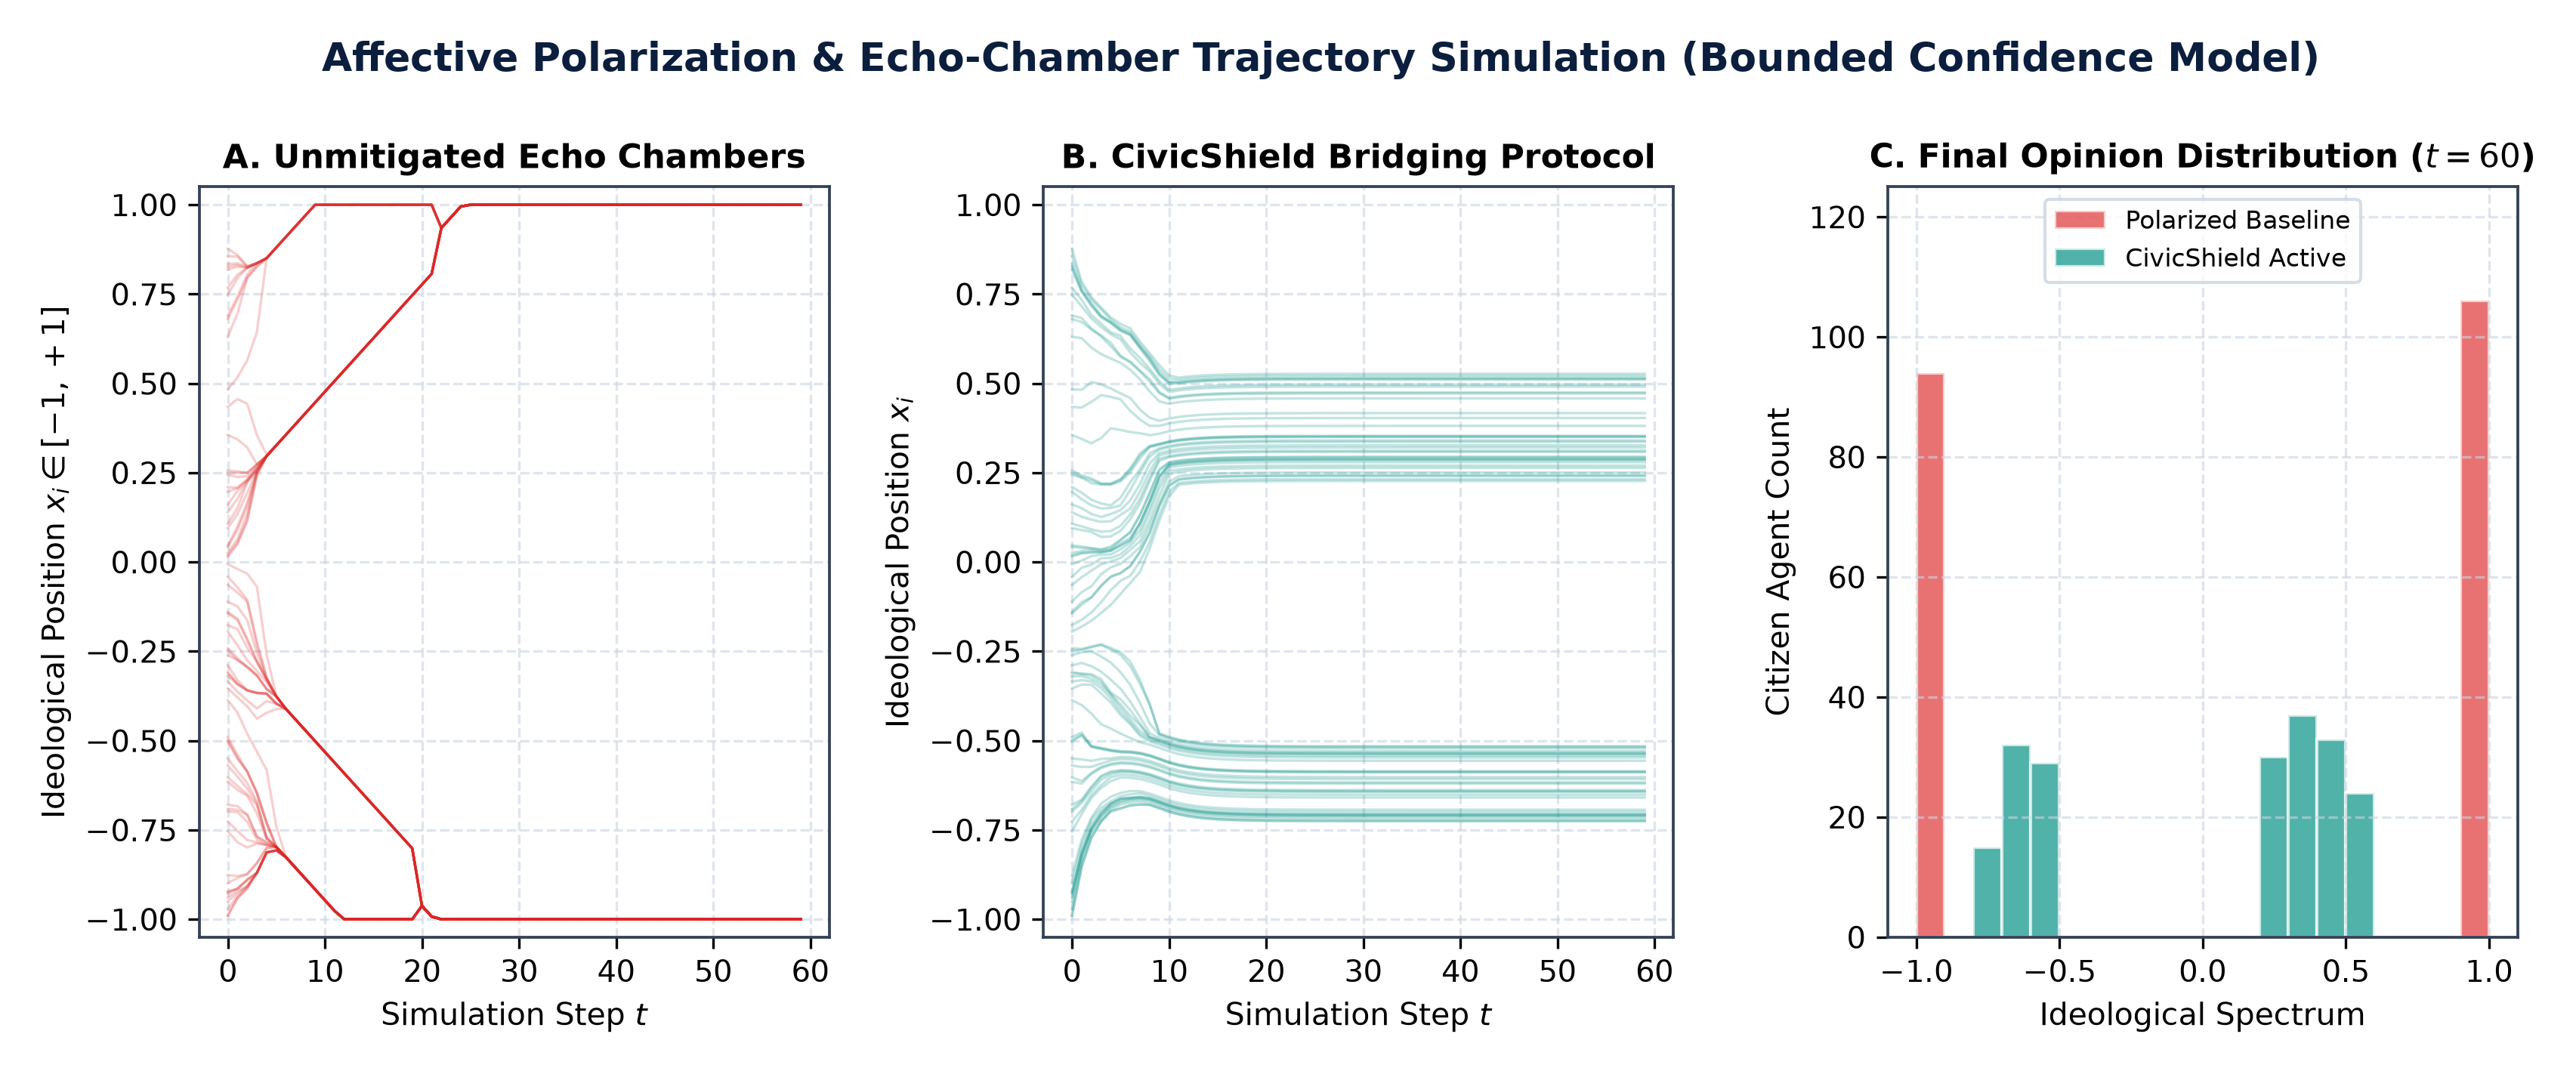 Affective Polarization & Echo-Chamber Trajectory Simulation (Bounded Confidence Model)
A. Unmitigated Echo Chambers
Ideological Position xᵢ ∈ [−1, +1]
1.00
0.75
0.50
0.25
0.00
−0.25
−0.50
−0.75
−1.00
0 10 20 30 40 50 60
Simulation Step t
B. CivicShield Bridging Protocol
Ideological Position xᵢ
1.00
0.75
0.50
0.25
0.00
−0.25
−0.50
−0.75
−1.00
0 10 20 30 40 50 60
Simulation Step t
C. Final Opinion Distribution (t = 60)
Polarized Baseline
CivicShield Active
Citizen Agent Count
120
100
80
60
40
20
0
−1.0 −0.5 0.0 0.5 1.0
Ideological Spectrum